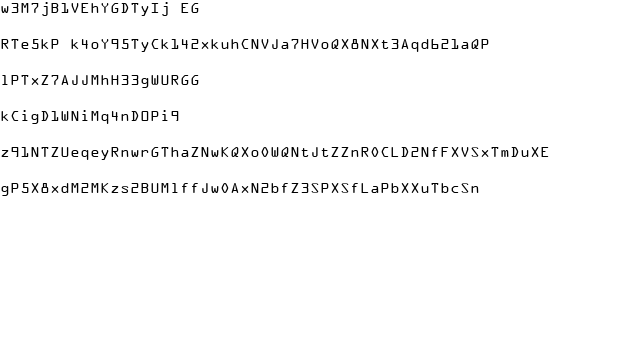 w3M7jB1VEhYGDTyIj EG
RTe5kP k4oY95TyCk142xkuhCNVJa7HVoQX8NXt3Aqd621aQP
1PTxZ7AJJMhH33gWURGG
kCigD1WNiMq4nDOPi9
z91NTZUeqeyRnwrGThaZNwKQXo0WQNtJtZZnR0CLD2NfFXVSxTmDuXE
gP5X8xdM2MKzs2BUM1ffJw0AxN2bfZ3SPXSfLaPbXXuTbcSn